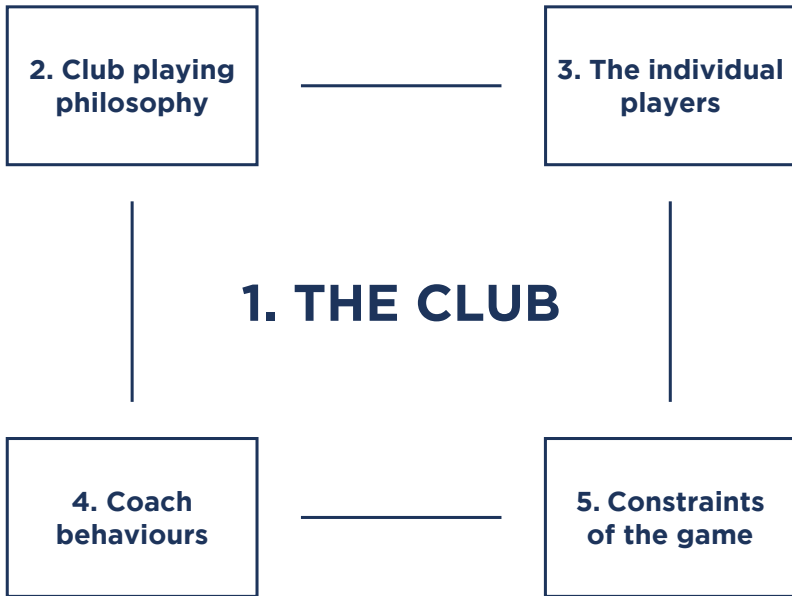 2. Club playing
philosophy
3. The individual
players
1. THE CLUB
4. Coach
behaviours
5. Constraints
of the game